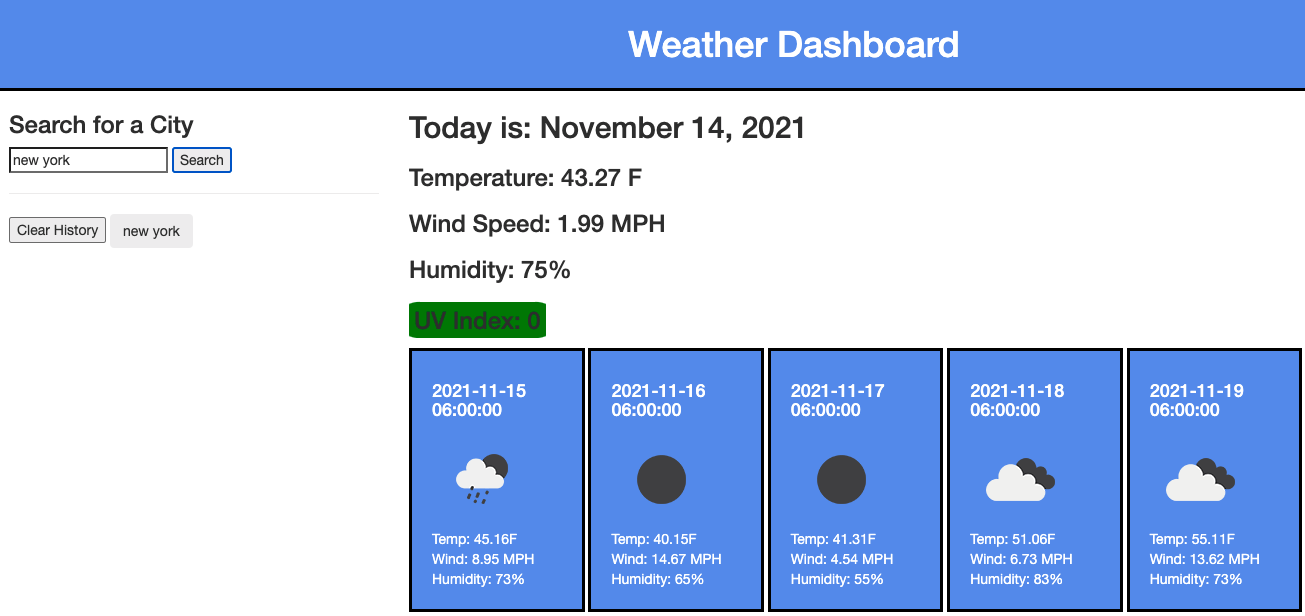 Weather Dashboard
Search for a City
new york Search
Clear History new york
Today is: November 14, 2021
Temperature: 43.27 F
Wind Speed: 1.99 MPH
Humidity: 75%
UV Index: 0
2021-11-15
06:00:00
Temp: 45.16F
Wind: 8.95 MPH
Humidity: 73%
2021-11-16
06:00:00
Temp: 40.15F
Wind: 14.67 MPH
Humidity: 65%
2021-11-17
06:00:00
Temp: 41.31F
Wind: 4.54 MPH
Humidity: 55%
2021-11-18
06:00:00
Temp: 51.06F
Wind: 6.73 MPH
Humidity: 83%
2021-11-19
06:00:00
Temp: 55.11F
Wind: 13.62 MPH
Humidity: 73%